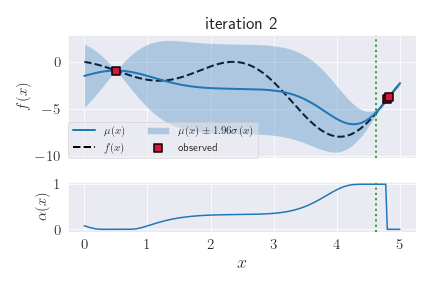 iteration 2
f(x)
0
−5
−10
μ(x)
μ(x) ± 1.96σ(x)
f(x)
observed
α(x)
1
0
0 1 2 3 4 5
x